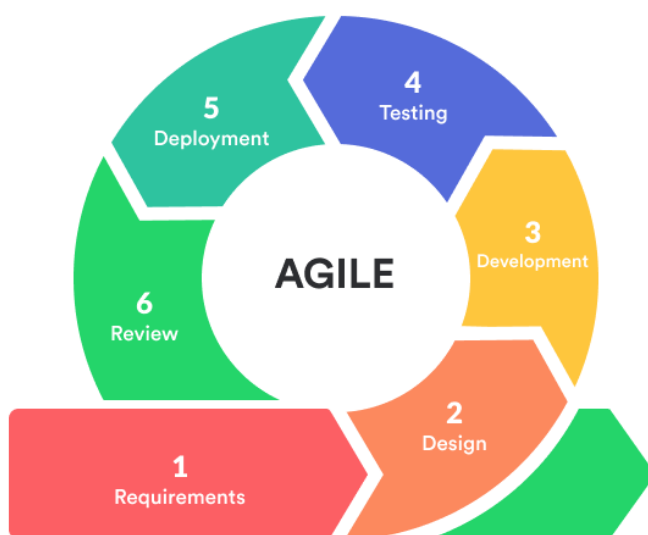 AGILE
1
Requirements
2
Design
3
Development
4
Testing
5
Deployment
6
Review